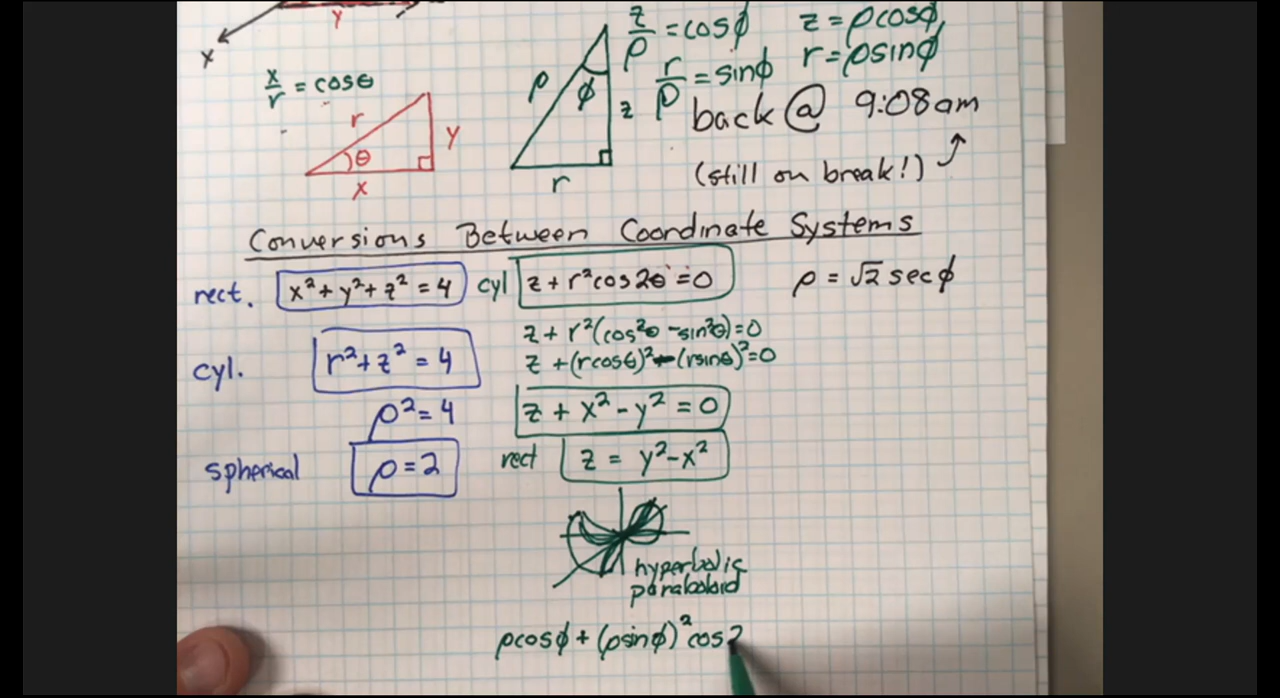 y
x
z/ρ = cosϕ z = ρcosϕ
x/r = cosθ
ρ ϕ z r/ρ = sinϕ r = ρsinϕ
r θ y x
r
back @ 9:08am
(still on break!)
Conversions Between Coordinate Systems
rect. x²+y²+z² = 4
cyl. r²+z² = 4
ρ² = 4
spherical ρ=2
cyl z + r²cos2θ = 0
z + r²(cos²θ - sin²θ) = 0
z + (rcosθ)² - (rsinθ)² = 0
z + x² - y² = 0
rect z = y² - x²
hyperbolic
paraboloid
ρcosϕ + (ρsinϕ)² cos2
ρ = √2 secϕ